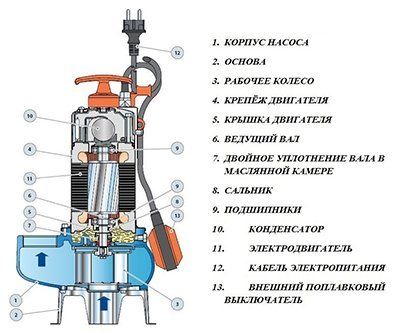 1. КОРПУС НАСОСА
2. ОСНОВА
3. РАБОЧЕЕ КОЛЕСО
4. КРЕПЁЖ ДВИГАТЕЛЯ
5. КРЫШКА ДВИГАТЕЛЯ
6. ВЕДУЩИЙ ВАЛ
7. ДВОЙНОЕ УПЛОТНЕНИЕ ВАЛА В
МАСЛЯННОЙ КАМЕРЕ
8. САЛЬНИК
9. ПОДШИПНИКИ
10. КОНДЕНСАТОР
11. ЭЛЕКТРОДВИГАТЕЛЬ
12. КАБЕЛЬ ЭЛЕКТРОПИТАНИЯ
13. ВНЕШНИЙ ПОПЛАВКОВЫЙ
ВЫКЛЮЧАТЕЛЬ
12
10
4
9
11
6
9
5
8
7
13
1
2
3